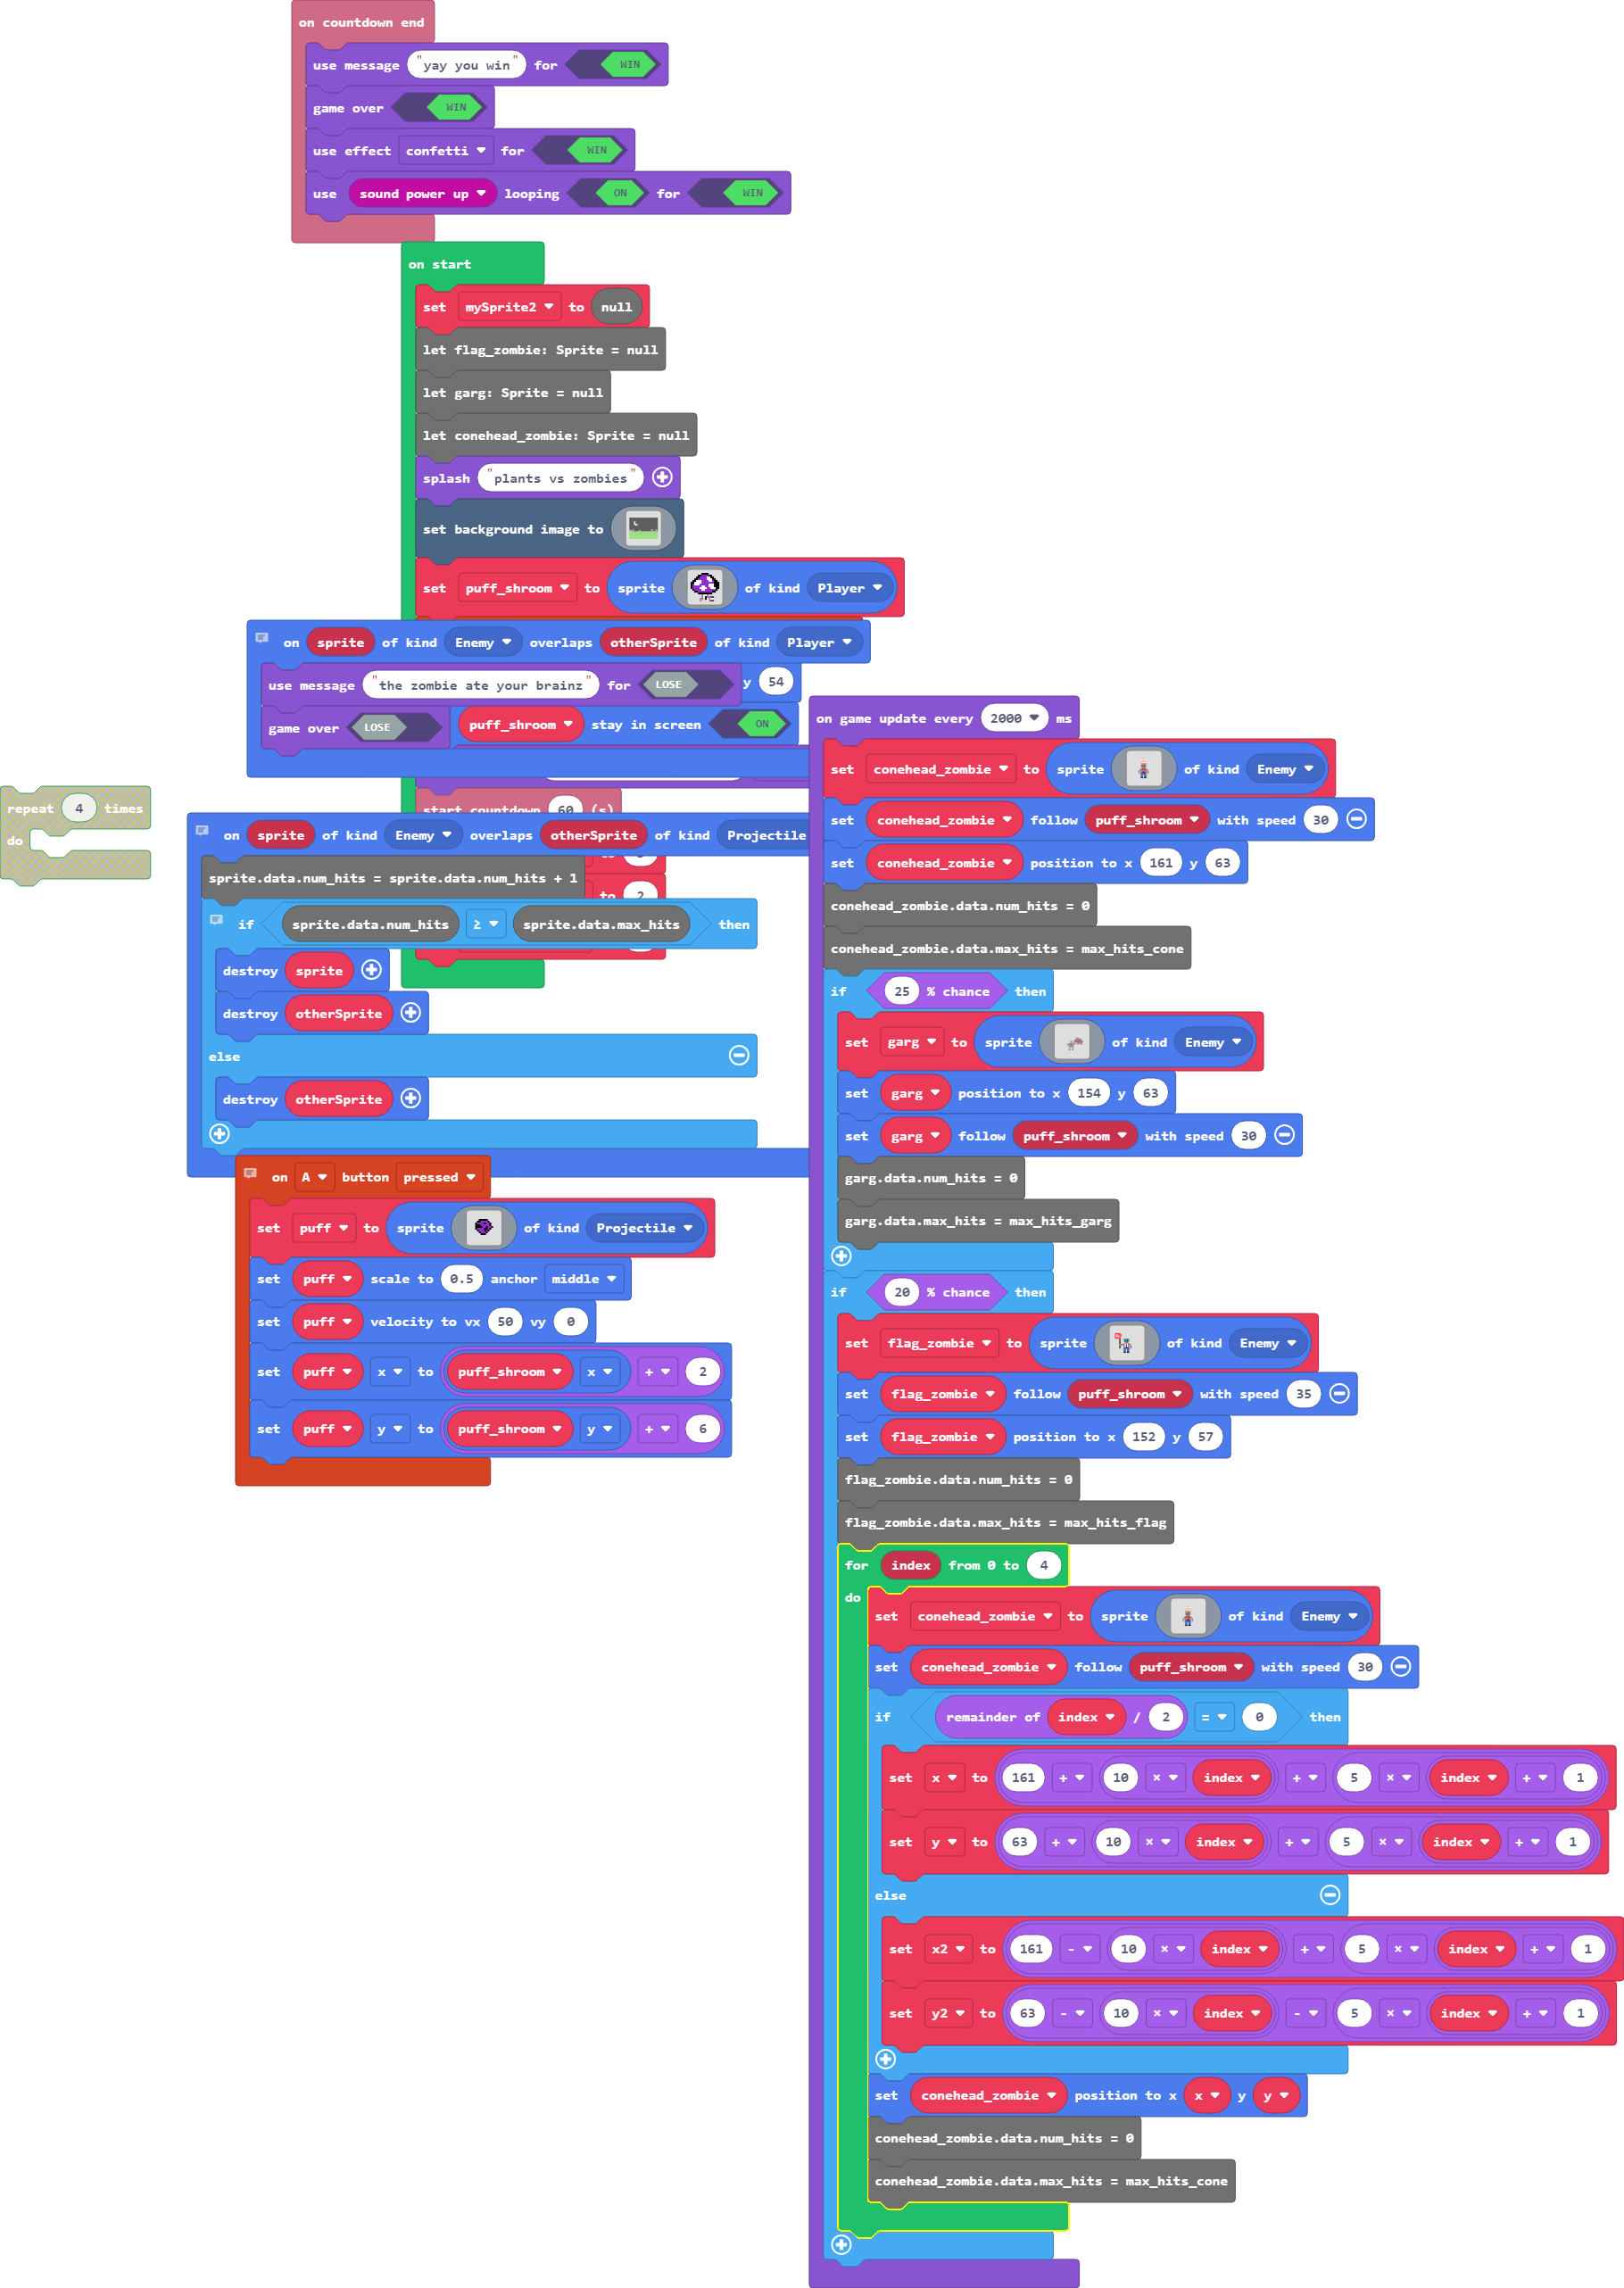 on countdown end
use message "yay you win" for WIN
game over WIN
use effect confetti for WIN
use sound power up looping ON for WIN
on start
set mySprite2 to null
let flag_zombie: Sprite = null
let garg: Sprite = null
let conehead_zombie: Sprite = null
splash "plants vs zombies"
set background image to
set puff_shroom to sprite of kind Player
on sprite of kind Enemy overlaps otherSprite of kind Player
use message "the zombie ate your brainz" for LOSE
y 54
game over LOSE
puff_shroom stay in screen ON
start countdown 60 (s)
repeat 4 times
do
on sprite of kind Enemy overlaps otherSprite of kind Projectile
sprite.data.num_hits = sprite.data.num_hits + 1
to 2
if sprite.data.num_hits ≥ sprite.data.max_hits then
destroy sprite
destroy otherSprite
else
destroy otherSprite
on A button pressed
set puff to sprite of kind Projectile
set puff scale to 0.5 anchor middle
set puff velocity to vx 50 vy 0
set puff x to puff_shroom x + 2
set puff y to puff_shroom y + 6
on game update every 2000 ms
set conehead_zombie to sprite of kind Enemy
set conehead_zombie follow puff_shroom with speed 30
set conehead_zombie position to x 161 y 63
conehead_zombie.data.num_hits = 0
conehead_zombie.data.max_hits = max_hits_cone
if 25 % chance then
set garg to sprite of kind Enemy
set garg position to x 154 y 63
set garg follow puff_shroom with speed 30
garg.data.num_hits = 0
garg.data.max_hits = max_hits_garg
if 20 % chance then
set flag_zombie to sprite of kind Enemy
set flag_zombie follow puff_shroom with speed 35
set flag_zombie position to x 152 y 57
flag_zombie.data.num_hits = 0
flag_zombie.data.max_hits = max_hits_flag
for index from 0 to 4
do
set conehead_zombie to sprite of kind Enemy
set conehead_zombie follow puff_shroom with speed 30
if remainder of index / 2 = 0 then
set x to 161 + 10 × index + 5 × index + 1
set y to 63 + 10 × index + 5 × index + 1
else
set x2 to 161 - 10 × index + 5 × index + 1
set y2 to 63 - 10 × index - 5 × index + 1
set conehead_zombie position to x x y y
conehead_zombie.data.num_hits = 0
conehead_zombie.data.max_hits = max_hits_cone